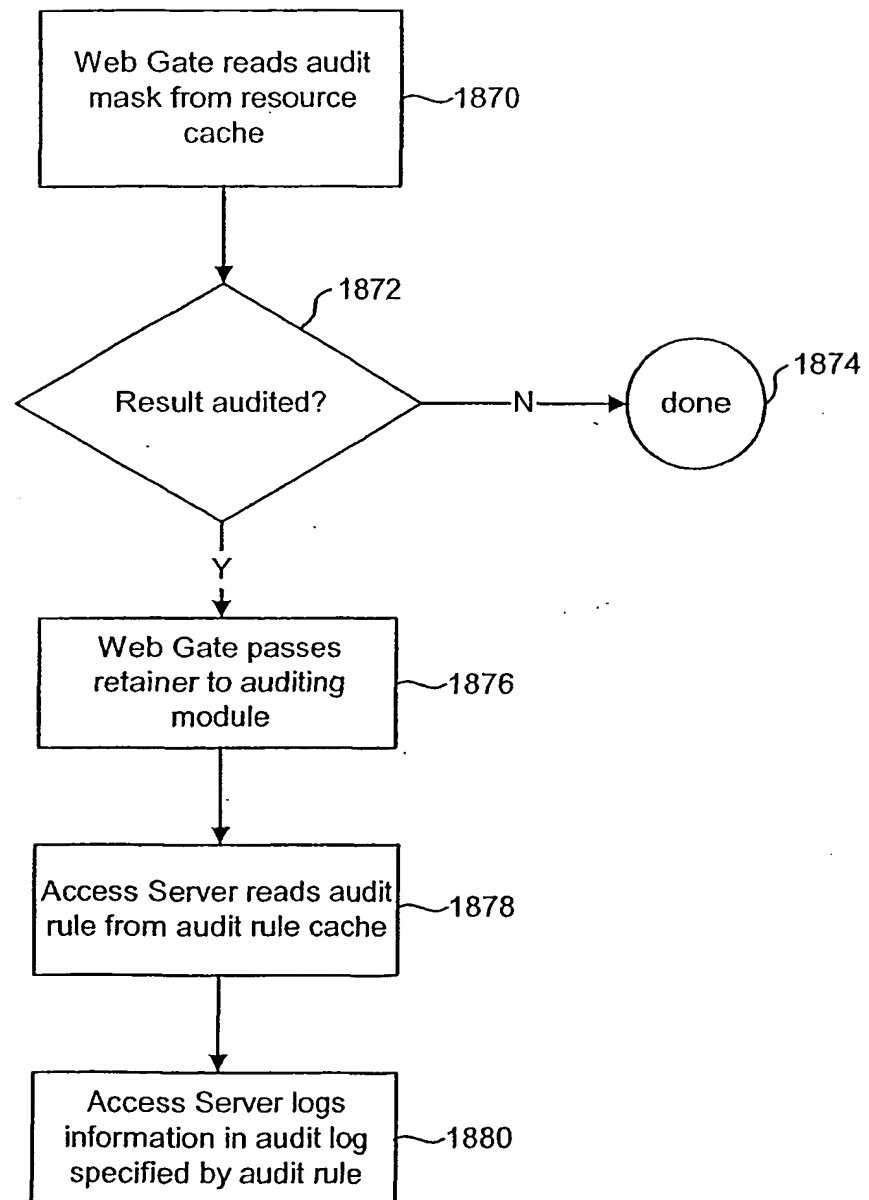 Web Gate reads audit
mask from resource
cache
1870
1872
Result audited?
N
done
1874
Y
Web Gate passes
retainer to auditing
module
1876
Access Server reads audit
rule from audit rule cache
1878
Access Server logs
information in audit log
specified by audit rule
1880